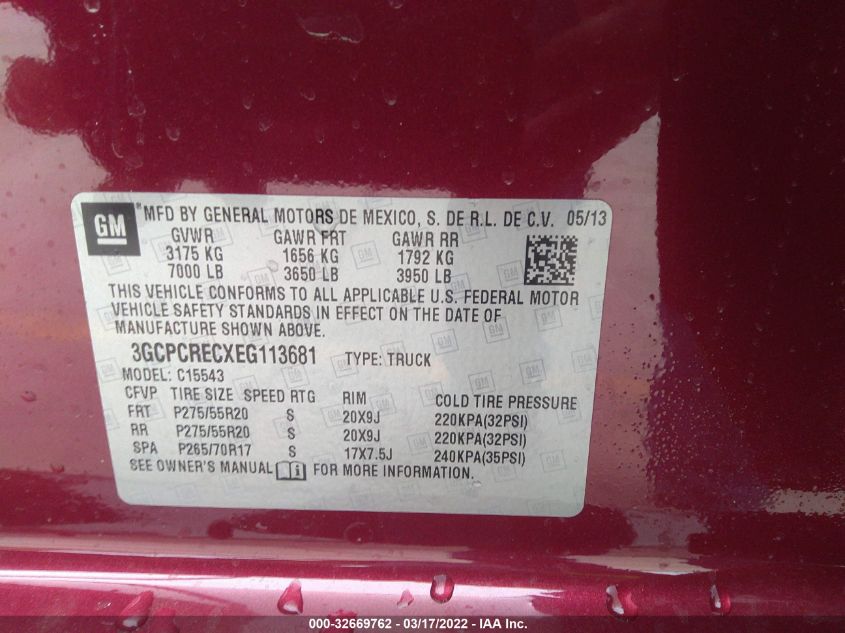 GM ® MFD BY GENERAL MOTORS DE MEXICO, S. DE R.L. DE C.V. 05/13
GVWR GAWR FRT GAWR RR
3175 KG 1656 KG 1792 KG
7000 LB 3650 LB 3950 LB
THIS VEHICLE CONFORMS TO ALL APPLICABLE U.S. FEDERAL MOTOR
VEHICLE SAFETY STANDARDS IN EFFECT ON THE DATE OF
MANUFACTURE SHOWN ABOVE.
3GCPCRECXEG113681 TYPE: TRUCK
MODEL: C15543
CFVP TIRE SIZE SPEED RTG RIM COLD TIRE PRESSURE
FRT P275/55R20 S 20X9J 220KPA(32PSI)
RR P275/55R20 S 20X9J 220KPA(32PSI)
SPA P265/70R17 S 17X7.5J 240KPA(35PSI)
SEE OWNER'S MANUAL FOR MORE INFORMATION.
000-32669762 - 03/17/2022 - IAA Inc.